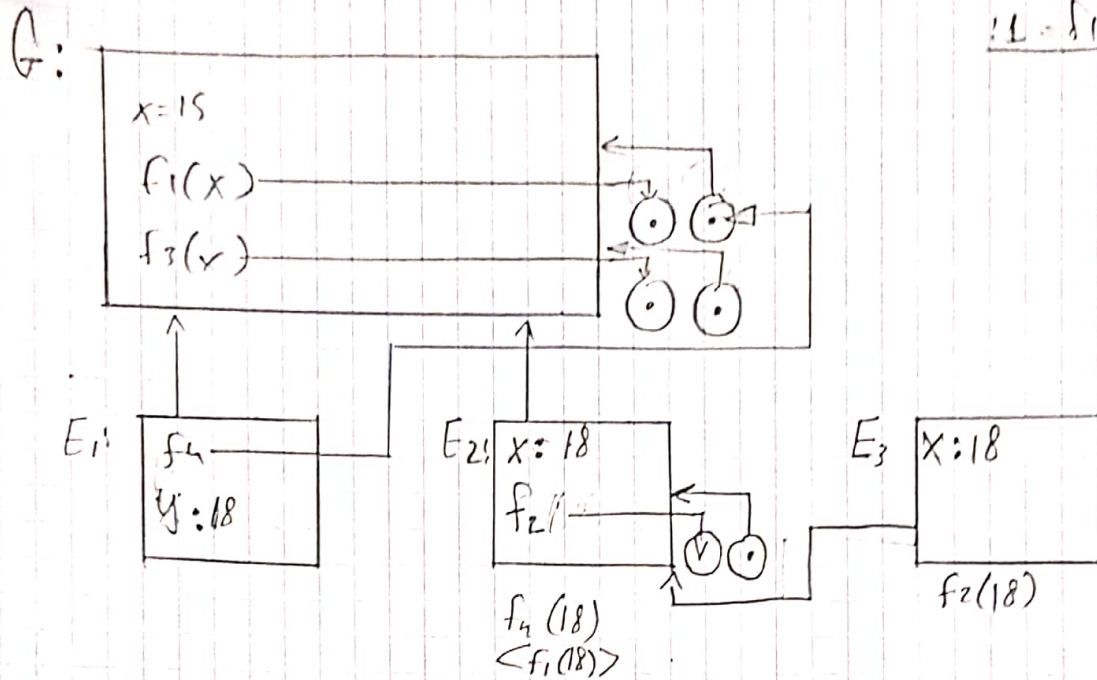 G:
x=15
f1(x)
f3(x)
E1:
f4
y:18
E2:
x:18
f2
f4(18)
<f1(18)>
E3
x:18
f2(18)